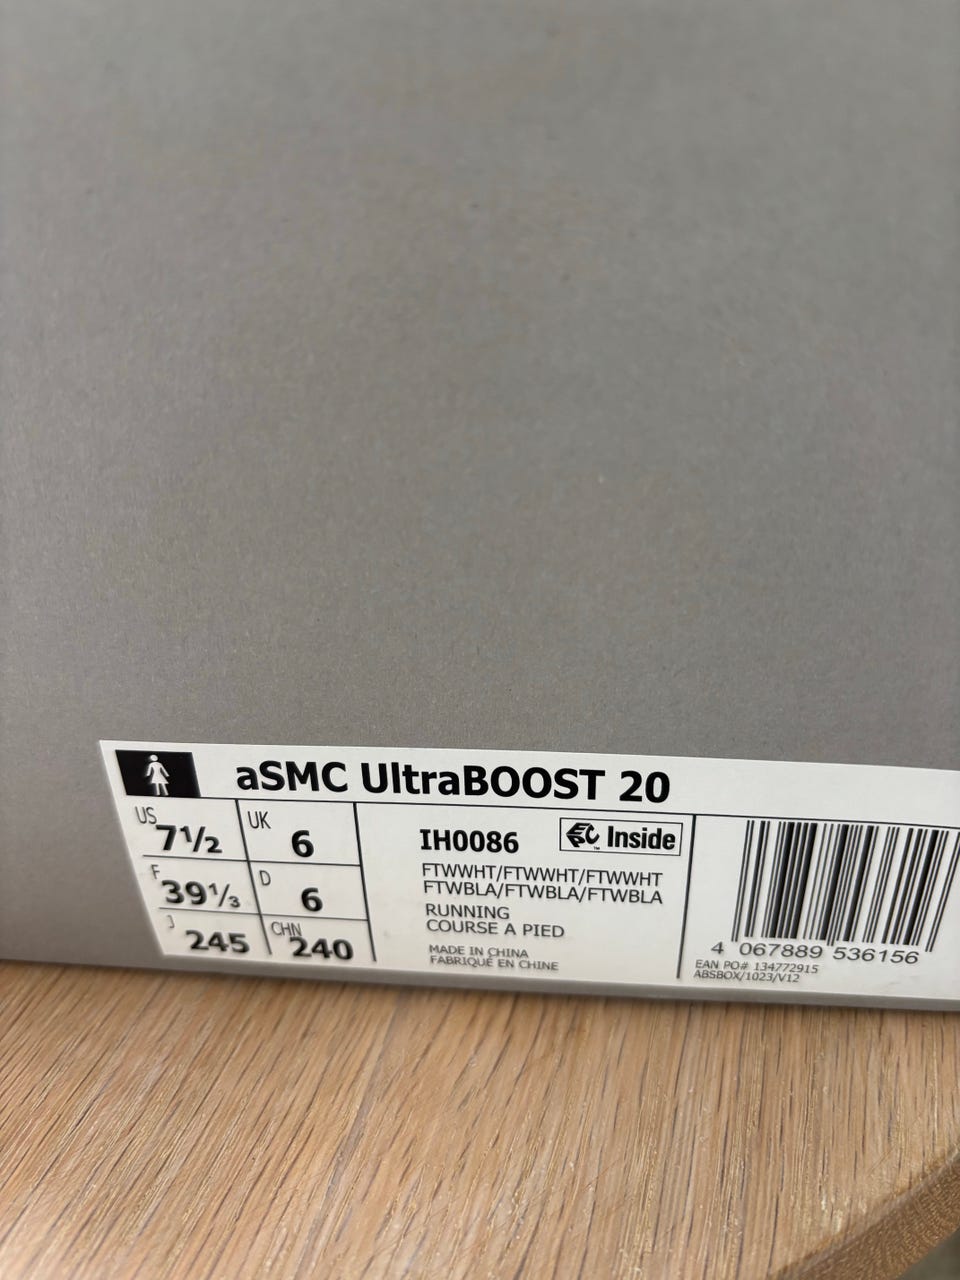 aSMC UltraBOOST 20
US 7½
UK 6
F 39⅓
D 6
J 245
CHN 240
IH0086
Inside
™
FTWWHT/FTWWHT/FTWWHT
FTWBLA/FTWBLA/FTWBLA
RUNNING
COURSE A PIED
MADE IN CHINA
FABRIQUÉ EN CHINE
4 067889 536156
EAN PO# 134772915
ABSBOX/1023/V12